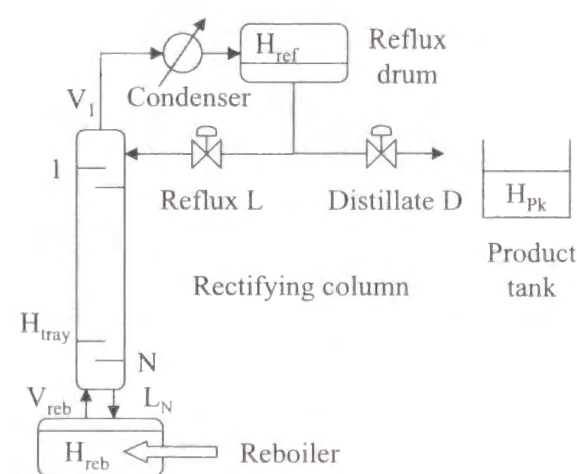 H_ref
Reflux
drum
Condenser
V_1
1
Reflux L
Distillate D
H_Pk
Product
tank
Rectifying column
H_tray
N
V_reb
L_N
H_reb
Reboiler